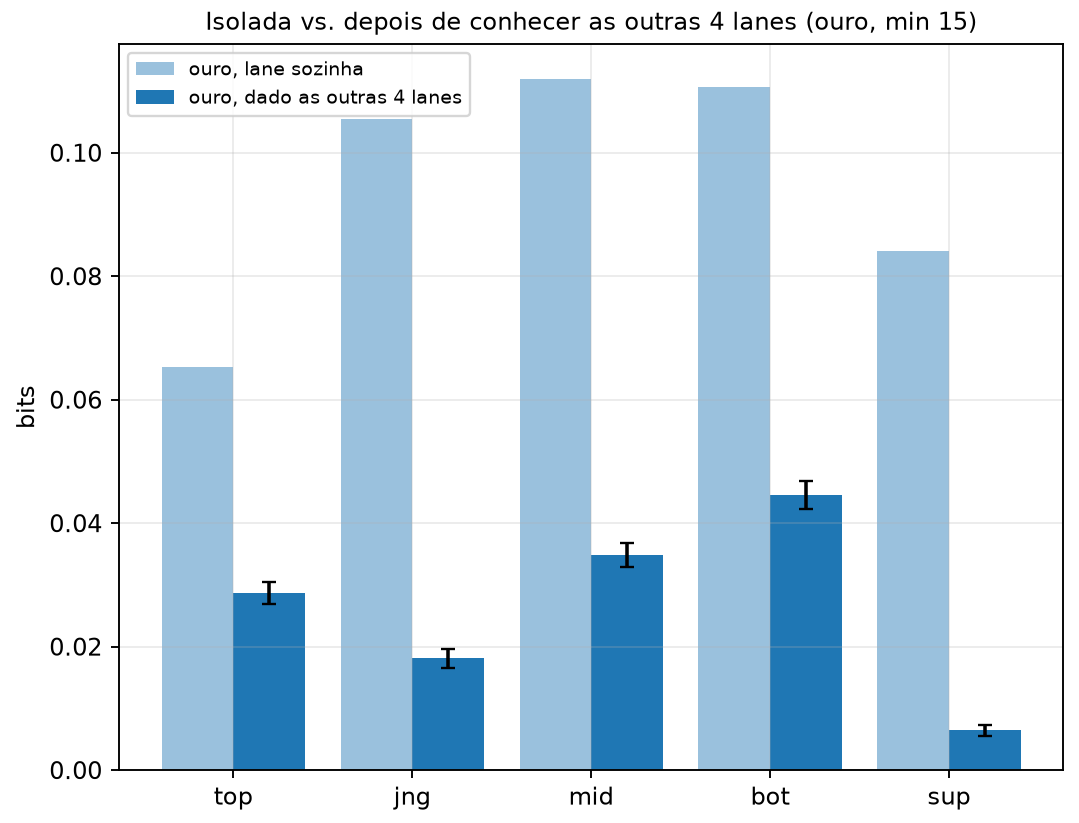 Isolada vs. depois de conhecer as outras 4 lanes (ouro, min 15)
ouro, lane sozinha
ouro, dado as outras 4 lanes
bits
0.10
0.08
0.06
0.04
0.02
0.00
top
jng
mid
bot
sup